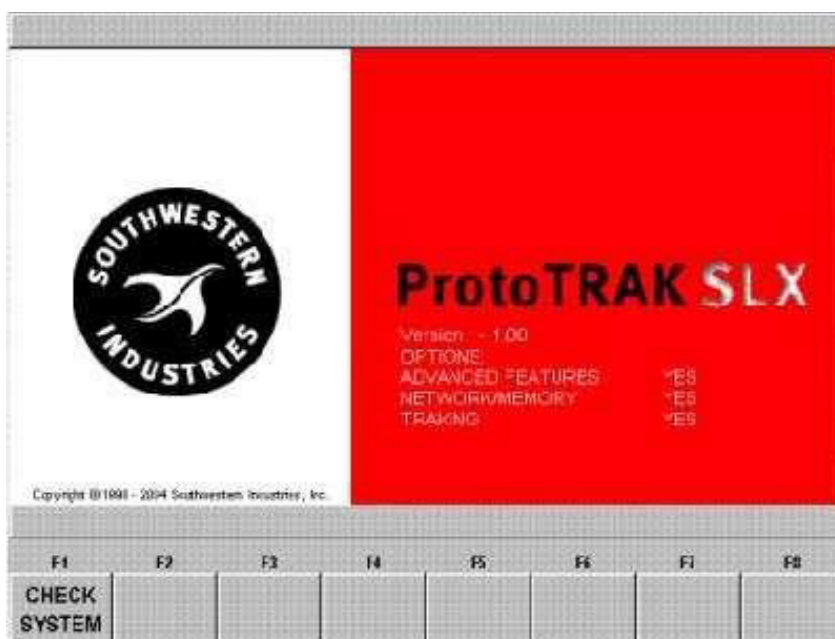 SOUTHWESTERN
INDUSTRIES
ProtoTRAK SLX
Version - 1.00
OPTIONS
ADVANCED FEATURES YES
NETWORK/MEMORY YES
TRAKING YES
Copyright © 1998 - 2004 Southwestern Industries, Inc.
F1 F2 F3 F4 F5 F6 F7 F8
CHECK
SYSTEM